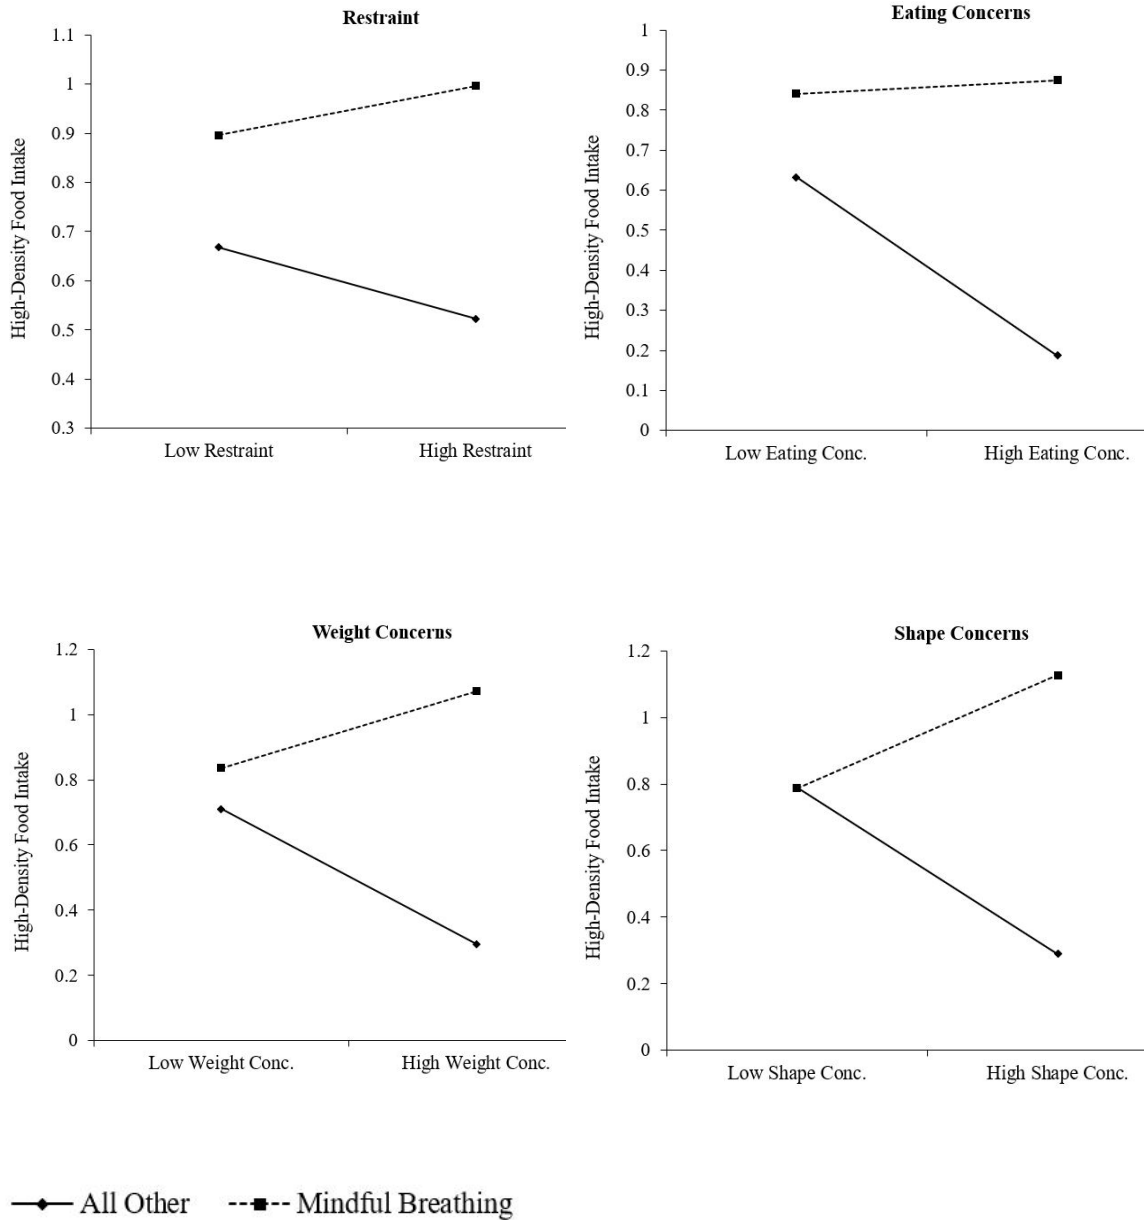 Restraint
High-Density Food Intake
1.1
1
0.9
0.8
0.7
0.6
0.5
0.4
0.3
Low Restraint High Restraint
Eating Concerns
High-Density Food Intake
1
0.9
0.8
0.7
0.6
0.5
0.4
0.3
0.2
0.1
0
Low Eating Conc. High Eating Conc.
Weight Concerns
High-Density Food Intake
1.2
1
0.8
0.6
0.4
0.2
0
Low Weight Conc. High Weight Conc.
Shape Concerns
High-Density Food Intake
1.2
1
0.8
0.6
0.4
0.2
0
Low Shape Conc. High Shape Conc.
All Other Mindful Breathing